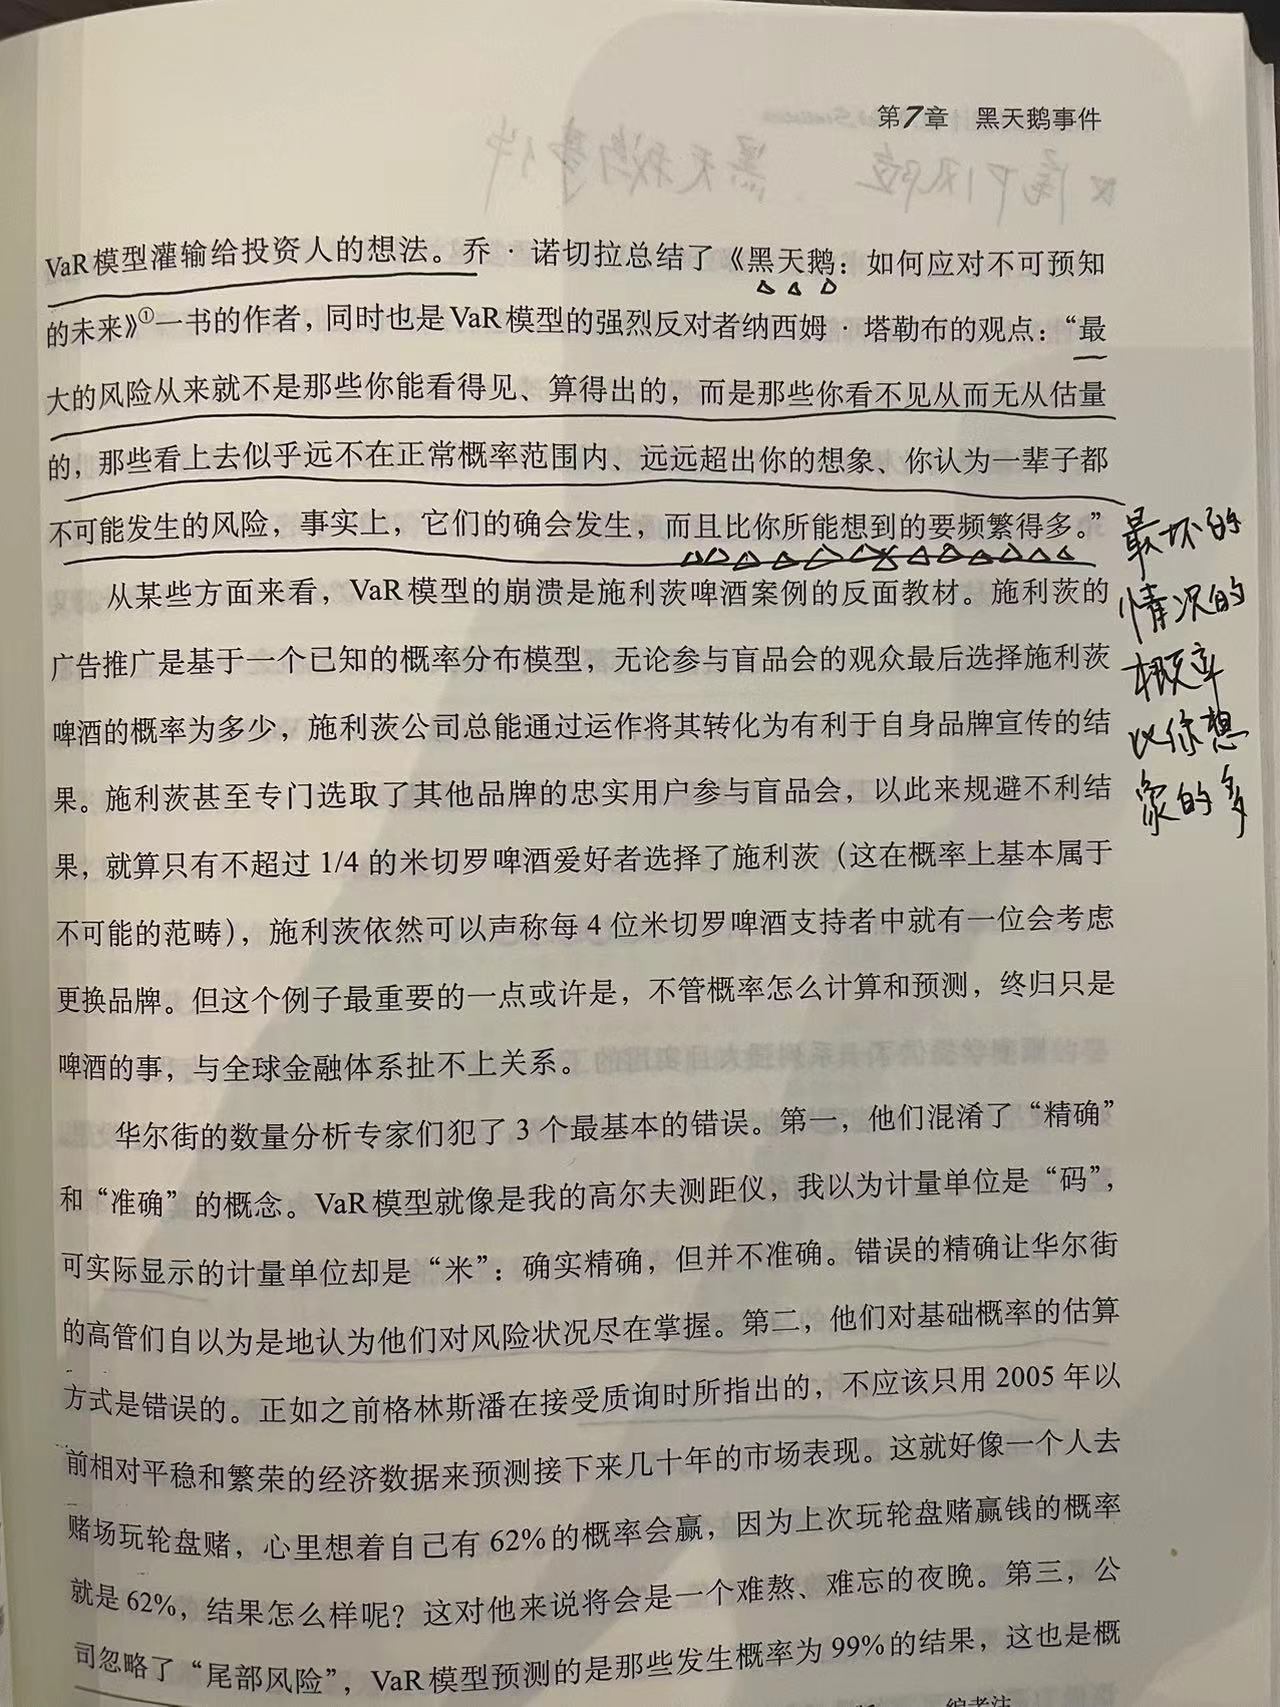 第7章 黑天鹅事件
VaR模型灌输给投资人的想法。乔·诺切拉总结了《黑天鹅：如何应对不可预知
的未来》①一书的作者，同时也是VaR模型的强烈反对者纳西姆·塔勒布的观点：“最
大的风险从来就不是那些你能看得见、算得出的，而是那些你看不见从而无从估量
的，那些看上去似乎远不在正常概率范围内、远远超出你的想象、你认为一辈子都
不可能发生的风险，事实上，它们的确会发生，而且比你所能想到的要频繁得多。”
从某些方面来看，VaR模型的崩溃是施利茨啤酒案例的反面教材。施利茨的
广告推广是基于一个已知的概率分布模型，无论参与盲品会的观众最后选择施利茨
啤酒的概率为多少，施利茨公司总能通过运作将其转化为有利于自身品牌宣传的结
果。施利茨甚至专门选取了其他品牌的忠实用户参与盲品会，以此来规避不利结
果，就算只有不超过1/4的米切罗啤酒爱好者选择了施利茨（这在概率上基本属于
不可能的范畴），施利茨依然可以声称每4位米切罗啤酒支持者中就有一位会考虑
更换品牌。但这个例子最重要的一点或许是，不管概率怎么计算和预测，终归只是
啤酒的事，与全球金融体系扯不上关系。
华尔街的数量分析专家们犯了3个最基本的错误。第一，他们混淆了“精确”
和“准确”的概念。VaR模型就像是我的高尔夫测距仪，我以为计量单位是“码”，
可实际显示的计量单位却是“米”：确实精确，但并不准确。错误的精确让华尔街
的高管们自以为是地认为他们对风险状况尽在掌握。第二，他们对基础概率的估算
方式是错误的。正如之前格林斯潘在接受质询时所指出的，不应该只用2005年以
前相对平稳和繁荣的经济数据来预测接下来几十年的市场表现。这就好像一个人去
赌场玩轮盘赌，心里想着自己有62%的概率会赢，因为上次玩轮盘赌赢钱的概率
就是62%，结果怎么样呢？这对他来说将会是一个难熬、难忘的夜晚。第三，公
司忽略了“尾部风险”，VaR模型预测的是那些发生概率为99%的结果，这也是概
编者注
最坏的
情况的
概率
比你想
象的多